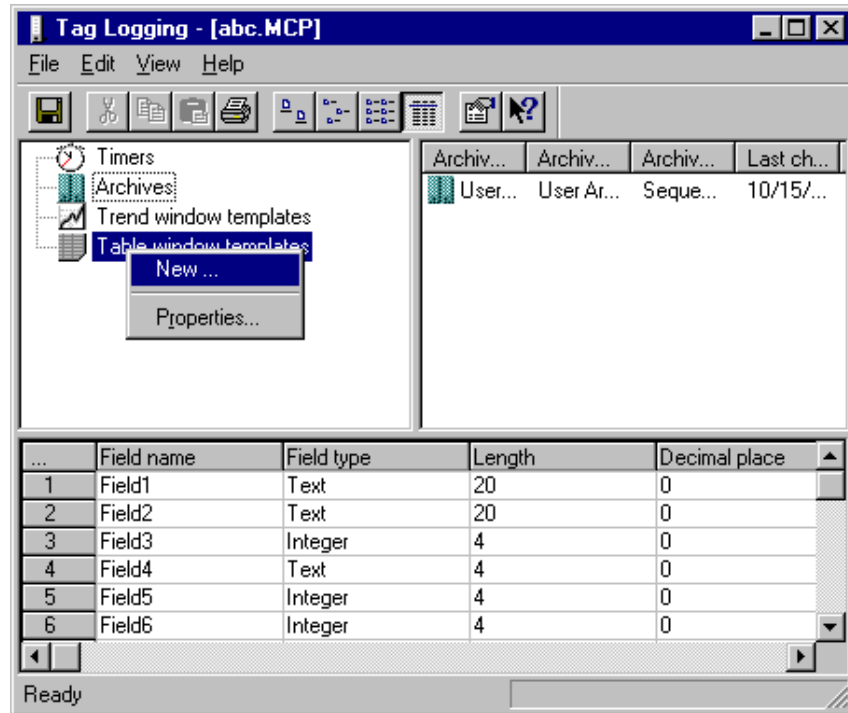 Tag Logging - [abc.MCP]
File Edit View Help
Timers
Archives
Trend window templates
Table window templates
New ...
Properties...
Archiv... Archiv... Archiv... Last ch...
User... User Ar... Seque... 10/15/...
... Field name Field type Length Decimal place
1 Field1 Text 20 0
2 Field2 Text 20 0
3 Field3 Integer 4 0
4 Field4 Text 4 0
5 Field5 Integer 4 0
6 Field6 Integer 4 0
Ready